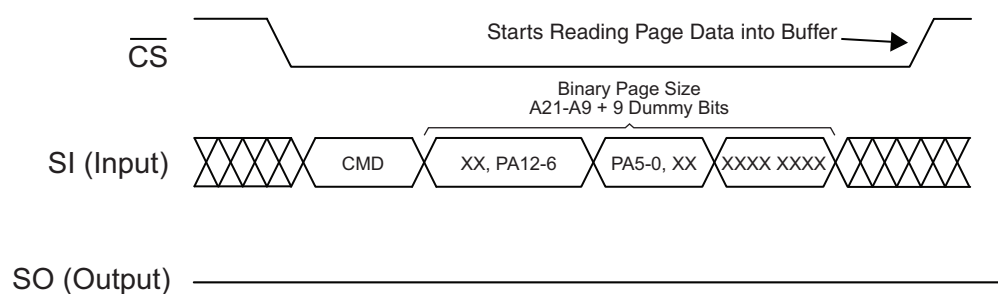 Starts Reading Page Data into Buffer
CS
Binary Page Size
A21-A9 + 9 Dummy Bits
SI (Input)
CMD
XX, PA12-6
PA5-0, XX
XXXX XXXX
SO (Output)